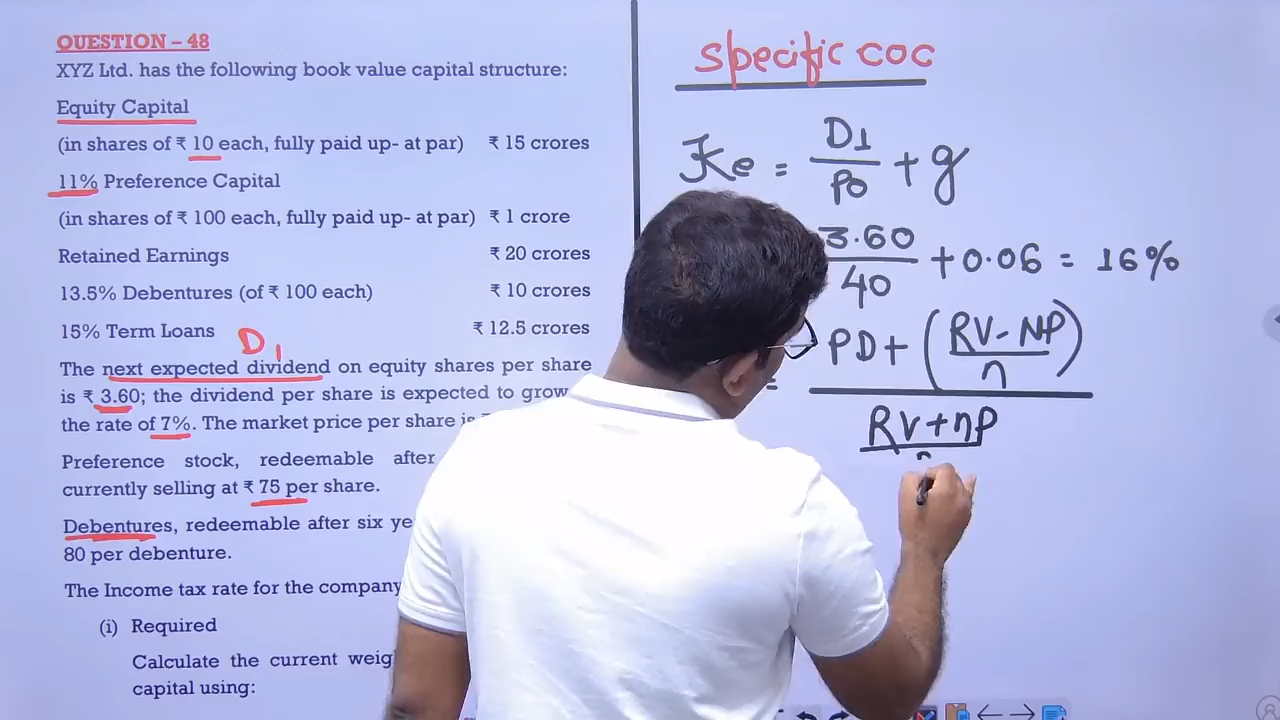 QUESTION – 48
XYZ Ltd. has the following book value capital structure:
Equity Capital
(in shares of ₹ 10 each, fully paid up- at par) ₹ 15 crores
11% Preference Capital
(in shares of ₹ 100 each, fully paid up- at par) ₹ 1 crore
Retained Earnings ₹ 20 crores
13.5% Debentures (of ₹ 100 each) ₹ 10 crores
15% Term Loans ₹ 12.5 crores
D1
The next expected dividend on equity shares per share
is ₹ 3.60; the dividend per share is expected to grow
the rate of 7%. The market price per share is
Preference stock, redeemable after
currently selling at ₹ 75 per share.
Debentures, redeemable after six
80 per debenture.
The Income tax rate for the company
(i) Required
Calculate the current
capital using:
specific COC
Ke = D1
P0 + g
3.60
40 + 0.06 = 16%
= PD + (RV - NP
n)
RV + nP